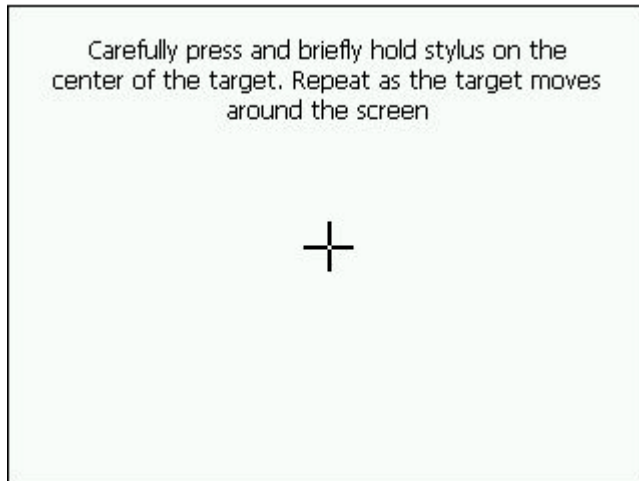 Carefully press and briefly hold stylus on the
center of the target. Repeat as the target moves
around the screen